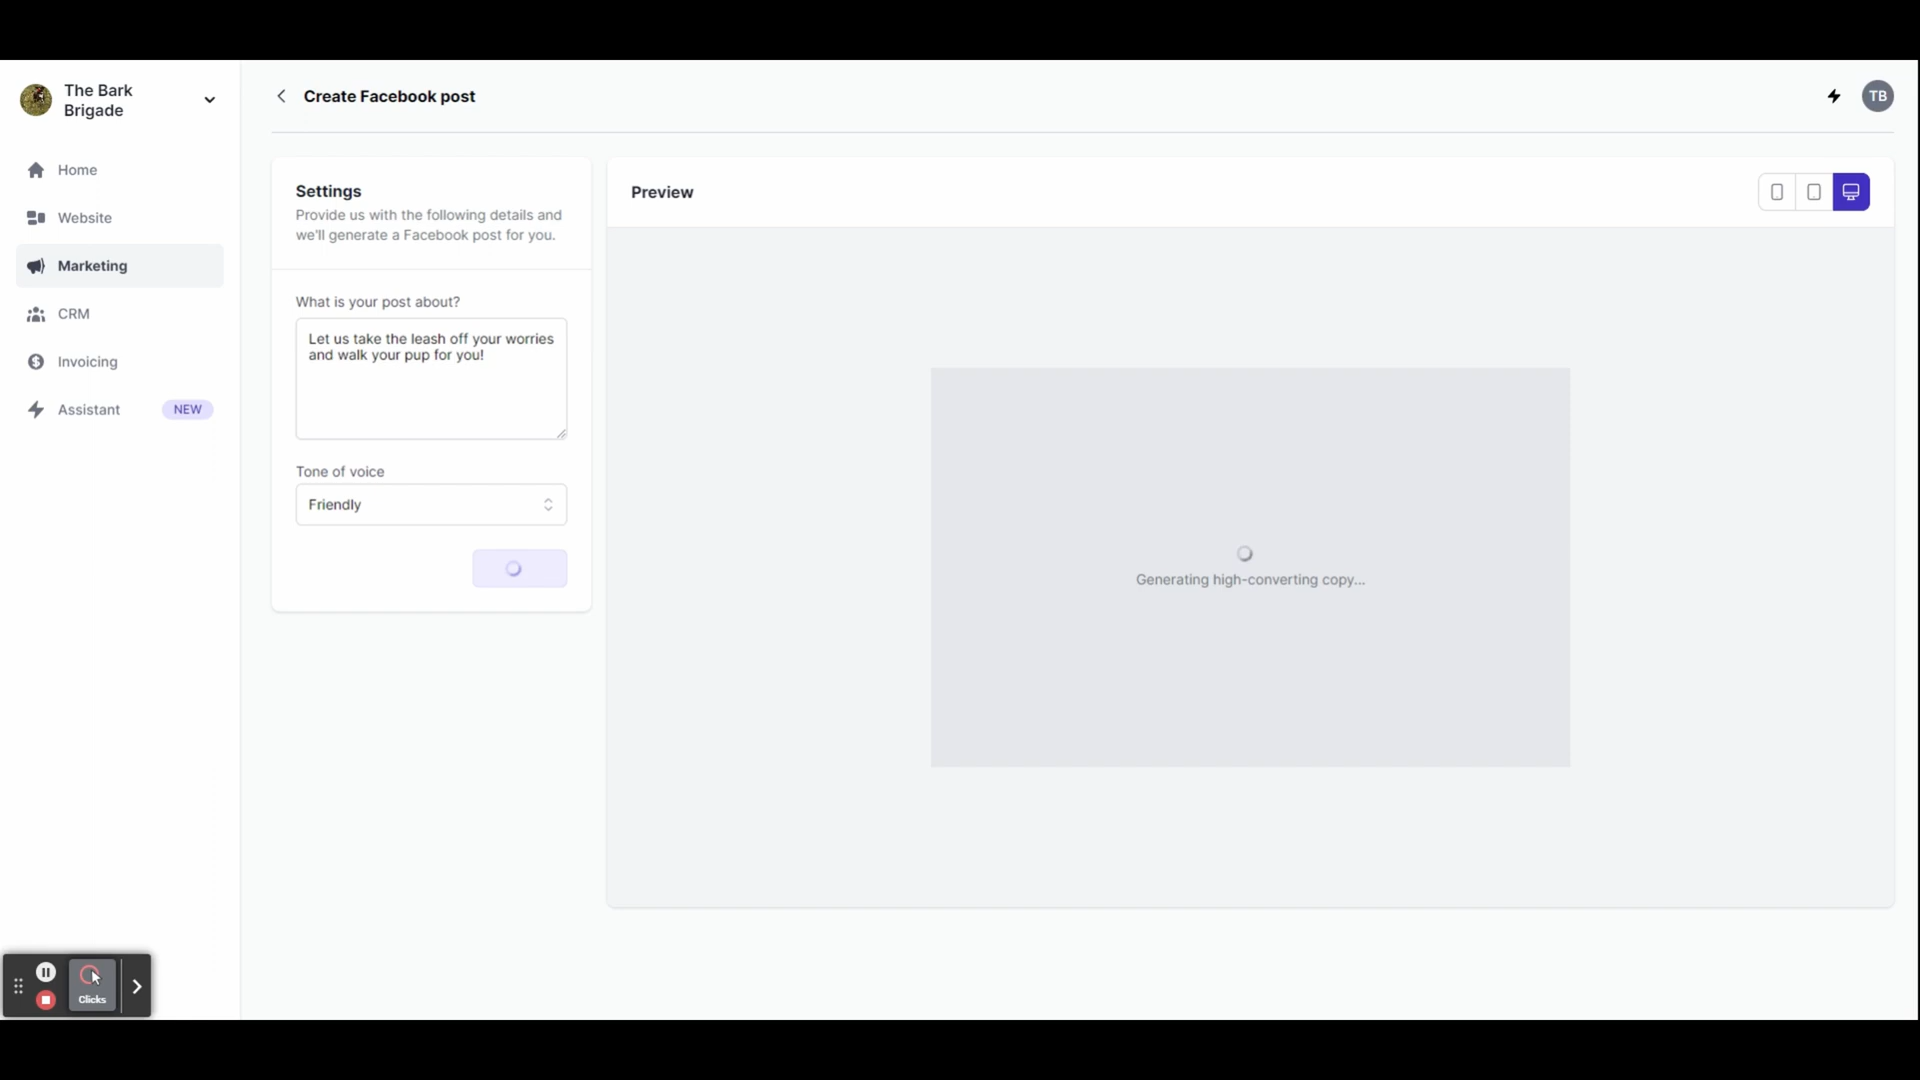 The Bark
Brigade
Home
Website
Marketing
CRM
Invoicing
Assistant NEW
Create Facebook post
TB
Settings
Provide us with the following details and
we'll generate a Facebook post for you.
What is your post about?
Let us take the leash off your worries
and walk your pup for you!
Tone of voice
Friendly
Preview
Generating high-converting copy...
Clicks